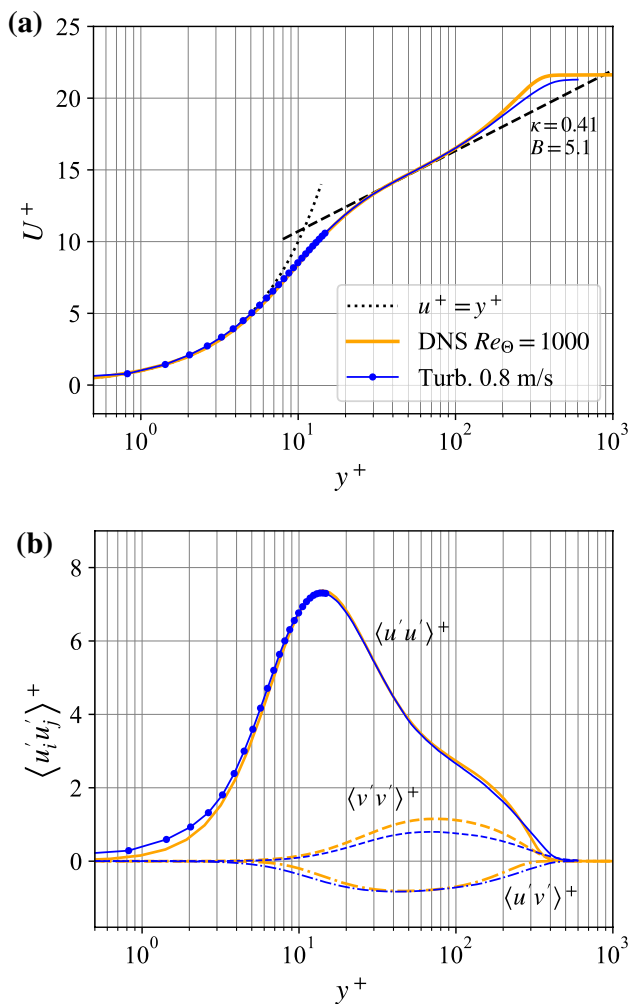 (a)
25
20
15
10
5
0
U⁺
κ=0.41
B=5.1
u⁺=y⁺
DNS Re_Θ=1000
Turb. 0.8 m/s
10⁰ 10¹ 10² 10³
y⁺
(b)
8
6
4
2
0
⟨u′ᵢu′ⱼ⟩⁺
⟨u′u′⟩⁺
⟨v′v′⟩⁺
⟨u′v′⟩⁺
10⁰ 10¹ 10² 10³
y⁺